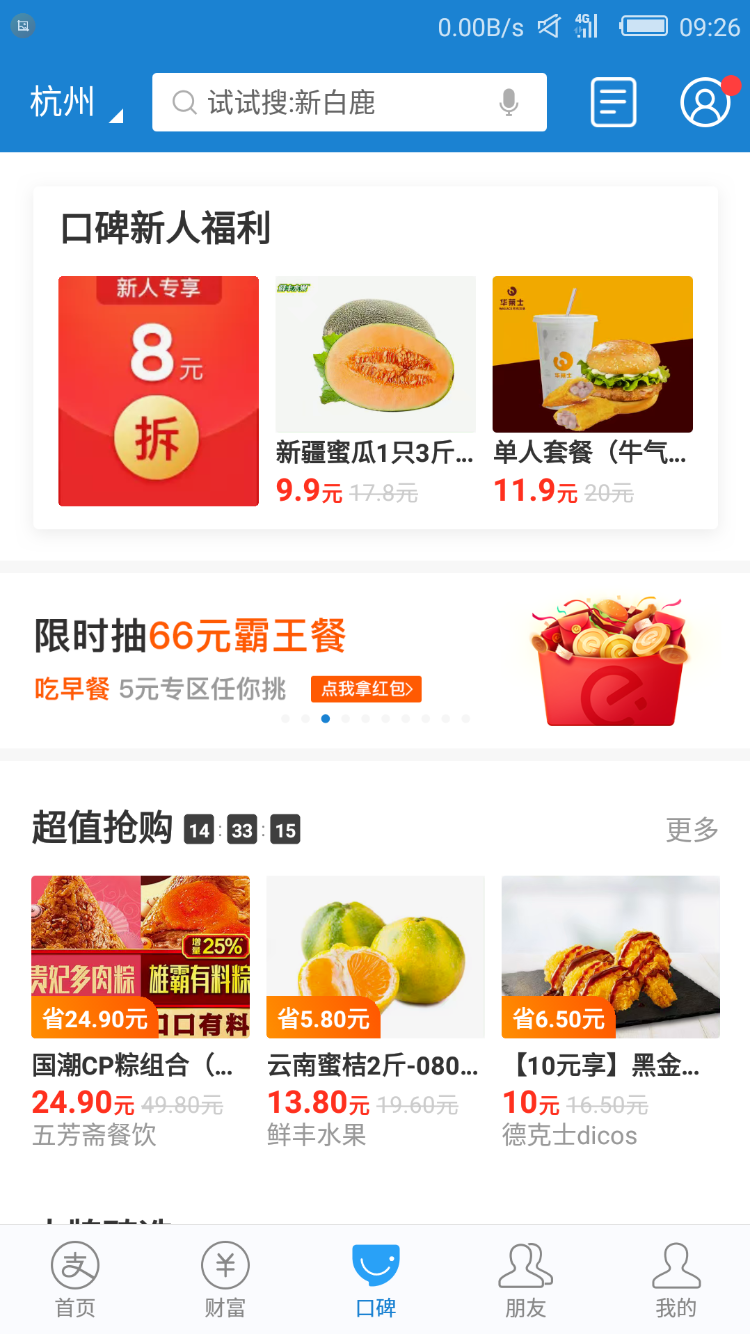 0.00B/s 4G 09:26
杭州 试试搜:新白鹿
口碑新人福利
新人专享
8元
拆
鲜丰水果
华莱士
华莱士
新疆蜜瓜1只3斤...
9.9元 17.8元
单人套餐（牛气...
11.9元 20元
限时抽66元霸王餐
吃早餐 5元专区任你挑 点我拿红包>
超值抢购 14:33:15 更多
增量25%
贵妃多肉粽 雄霸有料粽
口口有料
省24.90元
省5.80元
省6.50元
国潮CP粽组合（...
24.90元 49.80元
五芳斋餐饮
云南蜜桔2斤-080...
13.80元 19.60元
鲜丰水果
【10元享】黑金...
10元 16.50元
德克士dicos
支 ¥
首页 财富 口碑 朋友 我的